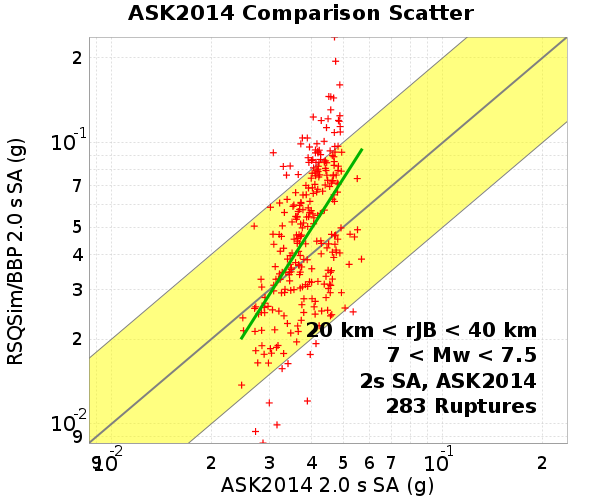 ASK2014 Comparison Scatter
RSQSim/BBP 2.0 s SA (g)
2
10-1
7
5
4
3
2
10-2
9
20 km < rJB < 40 km
7 < Mw < 7.5
2s SA, ASK2014
283 Ruptures
9 10-2 2 3 4 5 6 7 10-1 2
ASK2014 2.0 s SA (g)